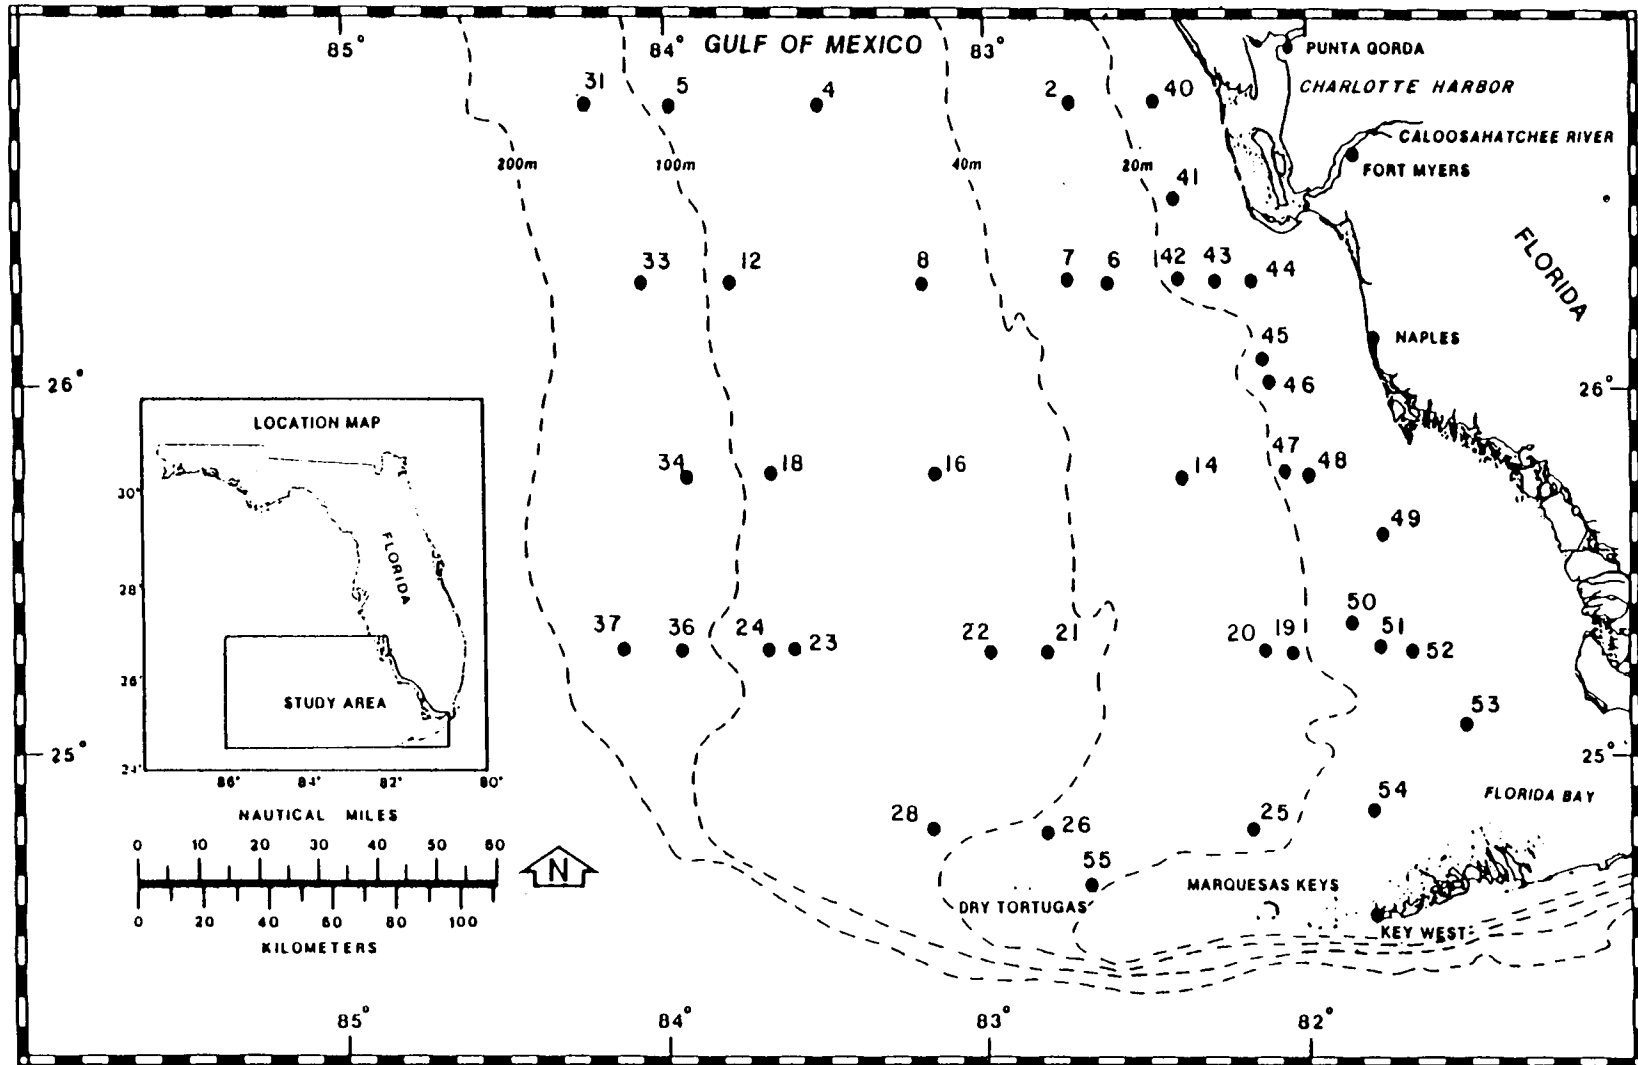 85° 84° GULF OF MEXICO 83°
PUNTA GORDA
31 5 4 2 40
CHARLOTTE HARBOR
CALOOSAHATCHEE RIVER
200m 100m 40m 20m
FORT MYERS
41
FLORIDA
33 12 8 7 6 42 43 44
NAPLES
45
26° 46 26°
LOCATION MAP
34 18 16 14 47 48
30°
49
FLORIDA
28°
50
37 36 24 23 22 21 20 19 51 52
26°
STUDY AREA
53
25° 25°
24°
86° 84° 82° 80°
54
FLORIDA BAY
NAUTICAL MILES
28 26 25
0 10 20 30 40 50 60
N
55
MARQUESAS KEYS
DRY TORTUGAS
0 20 40 60 80 100
KEY WEST
KILOMETERS
85° 84° 83° 82°